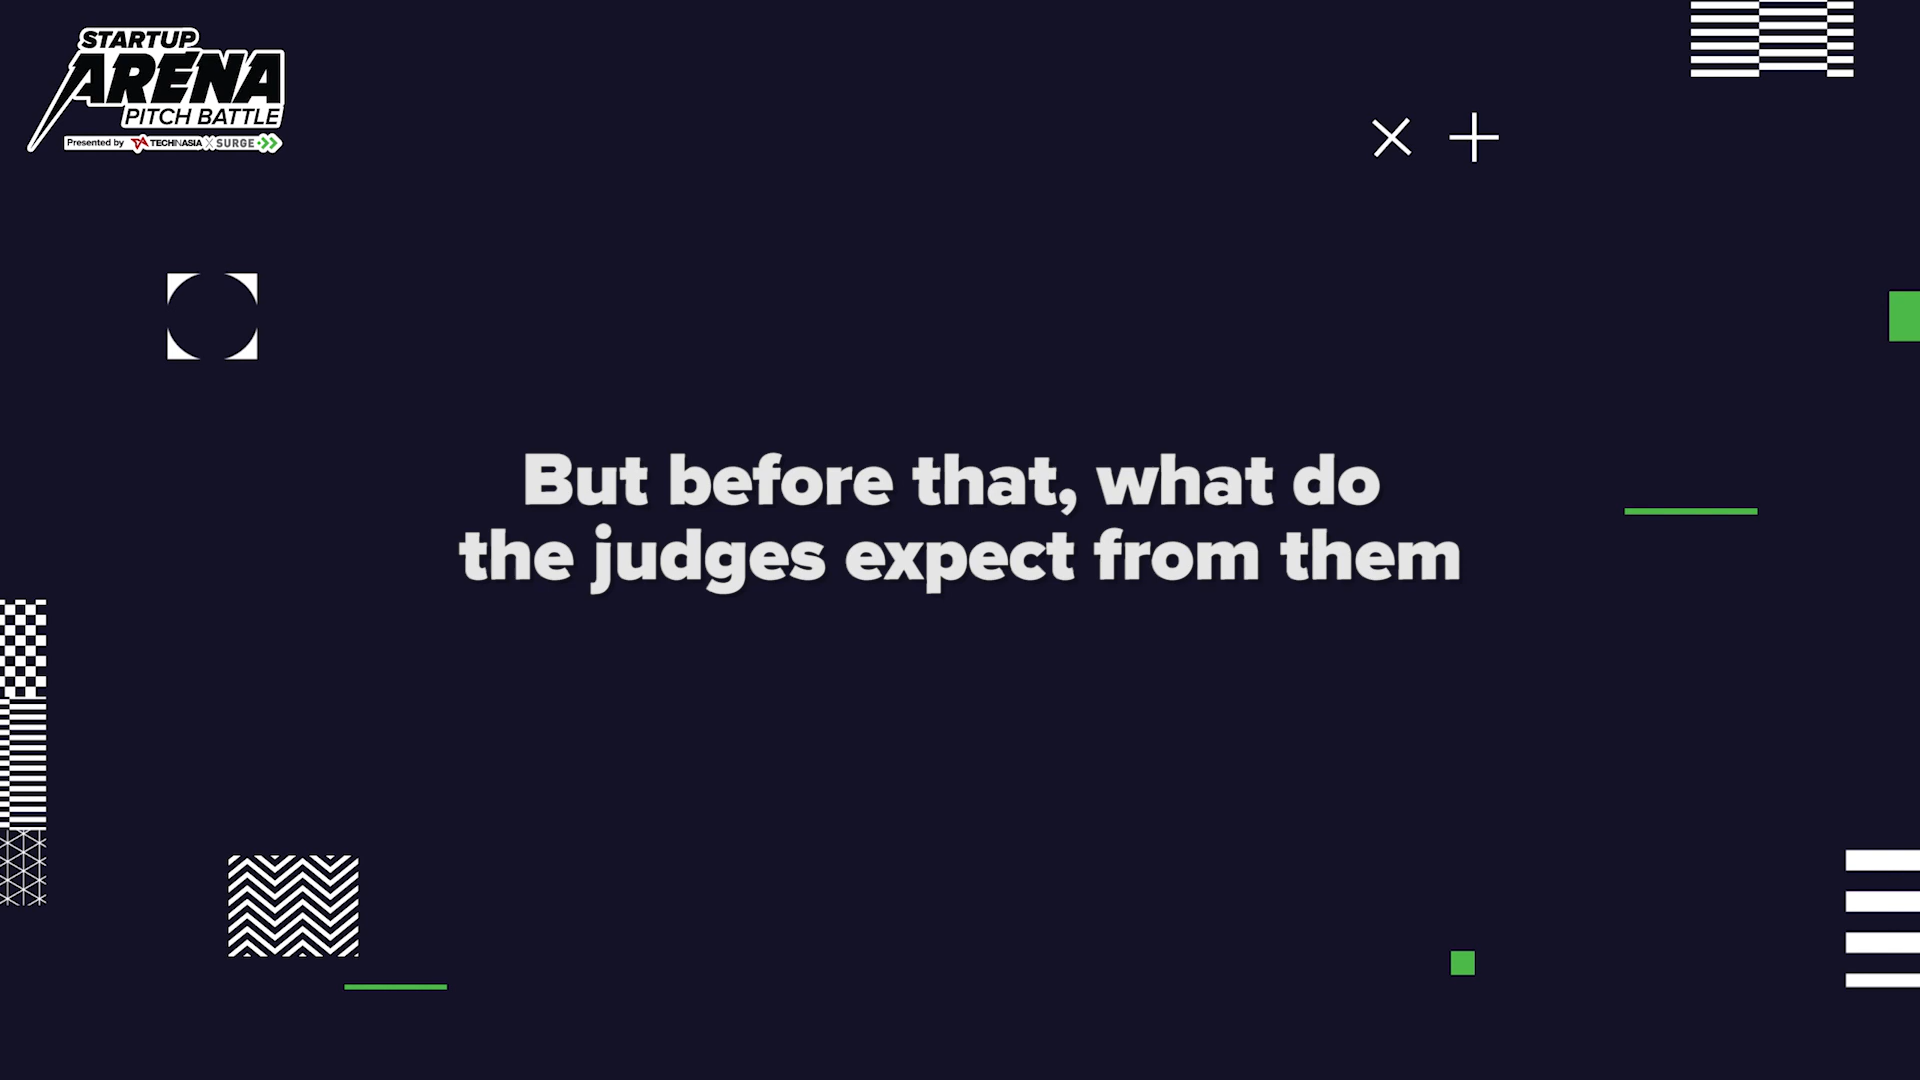 STARTUP
ARENA
PITCH BATTLE
Presented by TECHINASIA X SURGE
But before that, what do
the judges expect from them